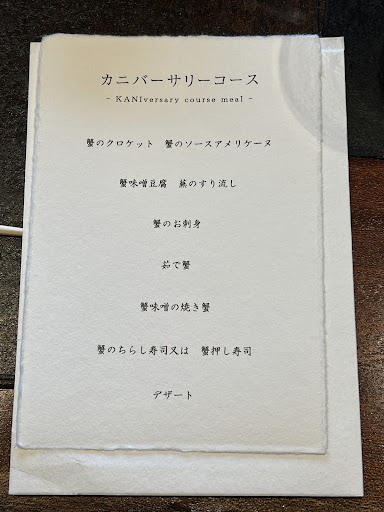 カニバーサリーコース
- KANIversary course meal -
蟹のクロケット　蟹のソースアメリケーヌ
蟹味噌豆腐　蕪のすり流し
蟹のお刺身
茹で蟹
蟹味噌の焼き蟹
蟹のちらし寿司又は　蟹押し寿司
デザート